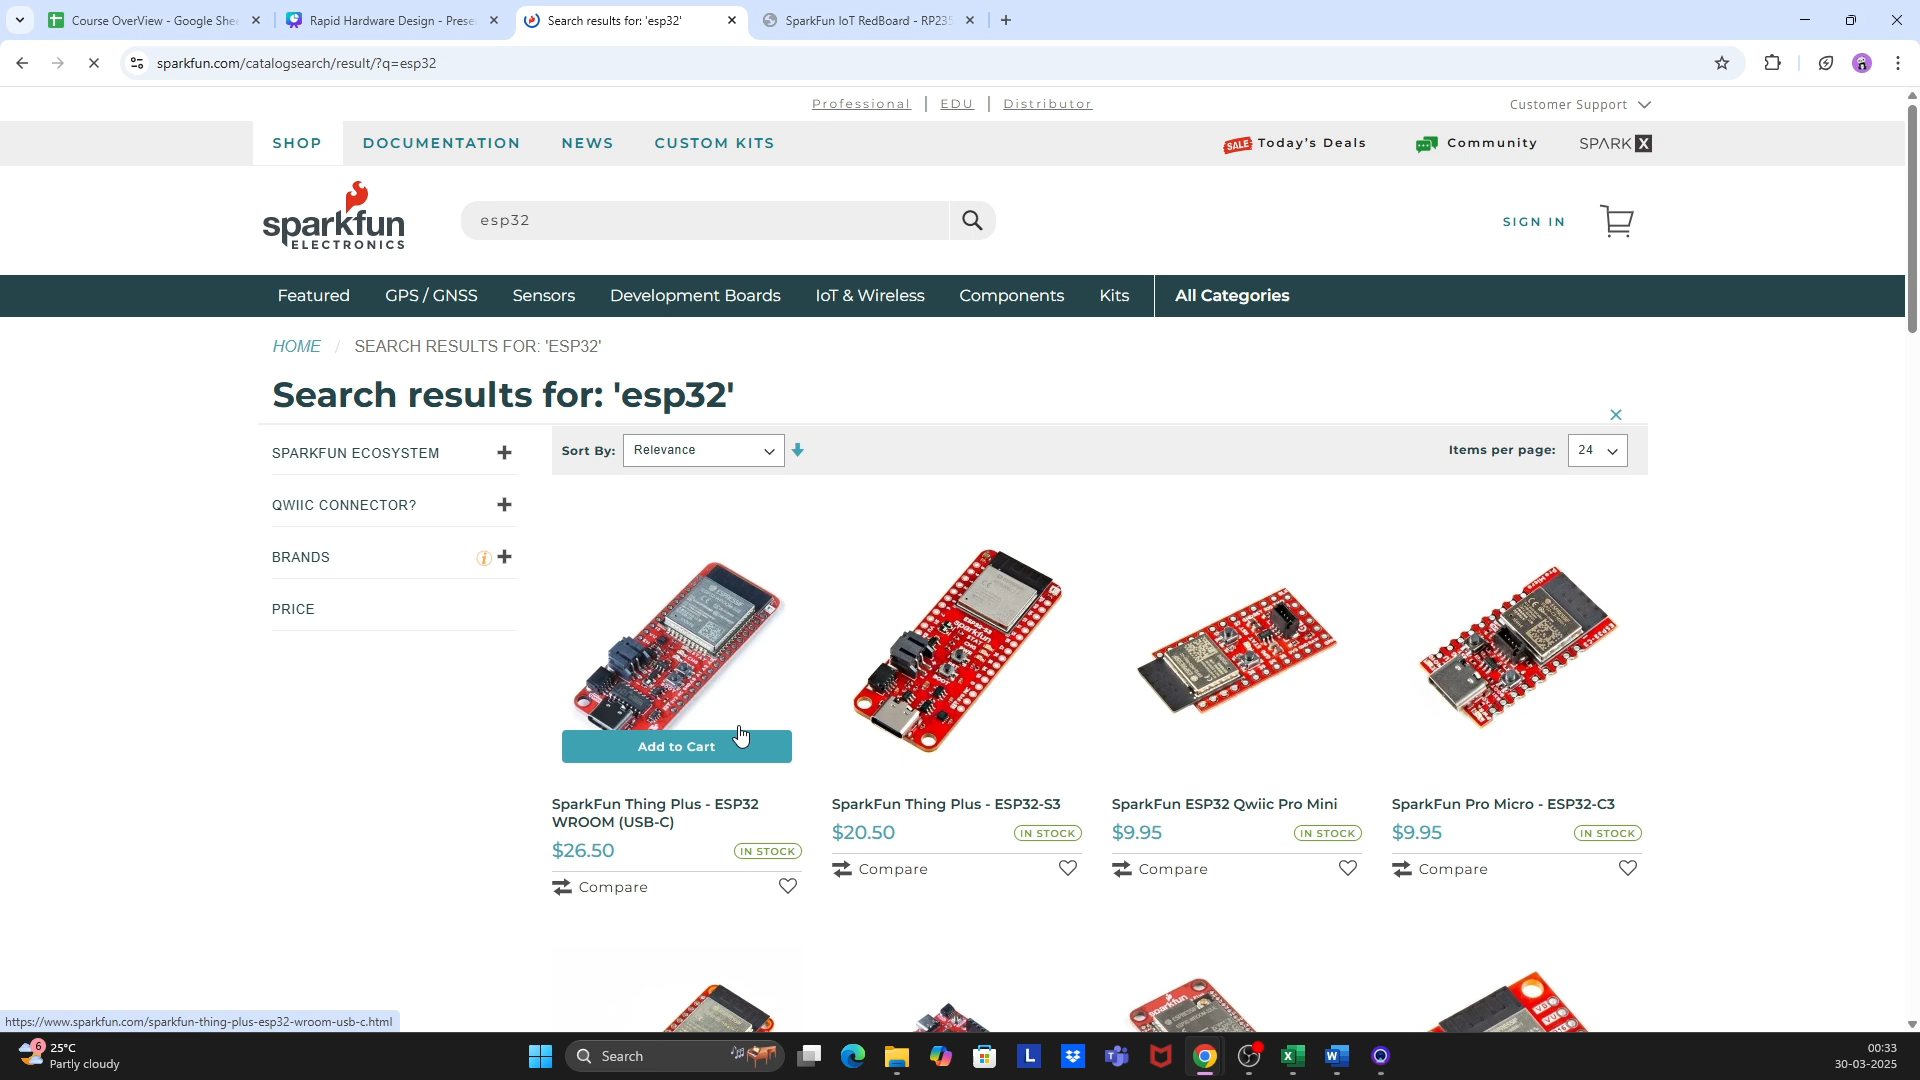 Course OverView - Google She
Rapid Hardware Design - Prese
Search results for: 'esp32'
SparkFun IoT RedBoard - RP235
sparkfun.com/catalogsearch/result/?q=esp32
Professional | EDU | Distributor
Customer Support
SHOP
DOCUMENTATION
NEWS
CUSTOM KITS
SALE Today's Deals
Community
SPARK X
sparkfun
ELECTRONICS
esp32
SIGN IN
Featured
GPS / GNSS
Sensors
Development Boards
IoT & Wireless
Components
Kits
All Categories
HOME / SEARCH RESULTS FOR: 'ESP32'
Search results for: 'esp32'
SPARKFUN ECOSYSTEM
QWIIC CONNECTOR?
BRANDS
PRICE
Sort By: Relevance
Items per page: 24
Add to Cart
SparkFun Thing Plus - ESP32
WROOM (USB-C)
$26.50 IN STOCK
Compare
SparkFun Thing Plus - ESP32-S3
$20.50 IN STOCK
Compare
SparkFun ESP32 Qwiic Pro Mini
$9.95 IN STOCK
Compare
SparkFun Pro Micro - ESP32-C3
$9.95 IN STOCK
Compare
https://www.sparkfun.com/sparkfun-thing-plus-esp32-wroom-usb-c.html
6
25°C
Partly cloudy
Search
00:33
30-03-2025